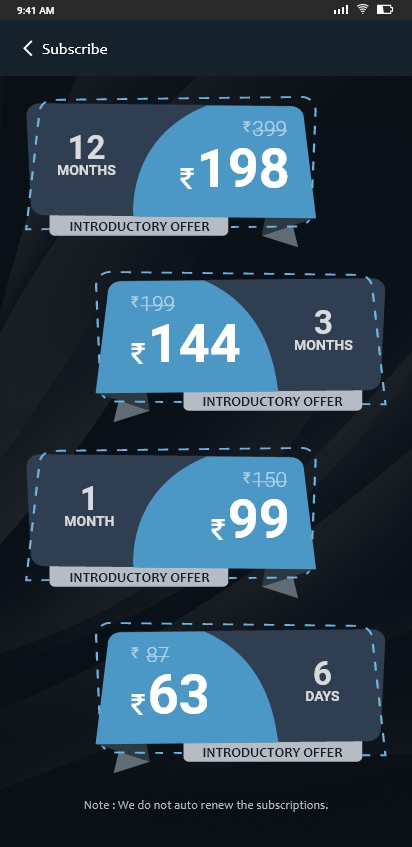 9:41 AM
Subscribe
12
MONTHS
₹399
₹198
INTRODUCTORY OFFER
₹199
₹144
3
MONTHS
INTRODUCTORY OFFER
1
MONTH
₹150
₹99
INTRODUCTORY OFFER
₹ 87
₹63
6
DAYS
INTRODUCTORY OFFER
Note : We do not auto renew the subscriptions.